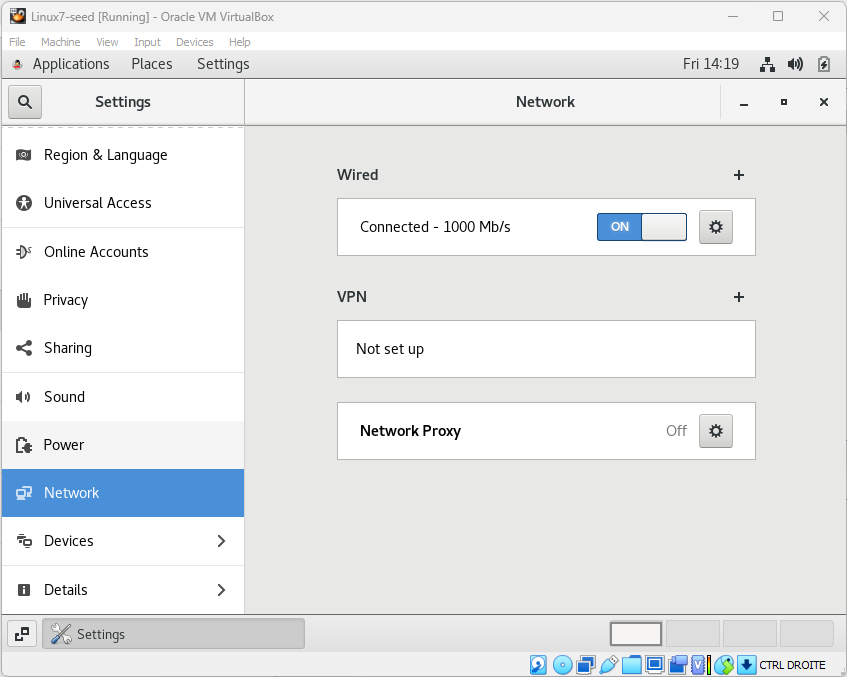 Linux7-seed [Running] - Oracle VM VirtualBox
File Machine View Input Devices Help
Applications Places Settings Fri 14:19
Settings Network
Region & Language
Universal Access
Online Accounts
Privacy
Sharing
Sound
Power
Network
Devices
Details
Wired
Connected - 1000 Mb/s ON
VPN
Not set up
Network Proxy Off
Settings
CTRL DROITE